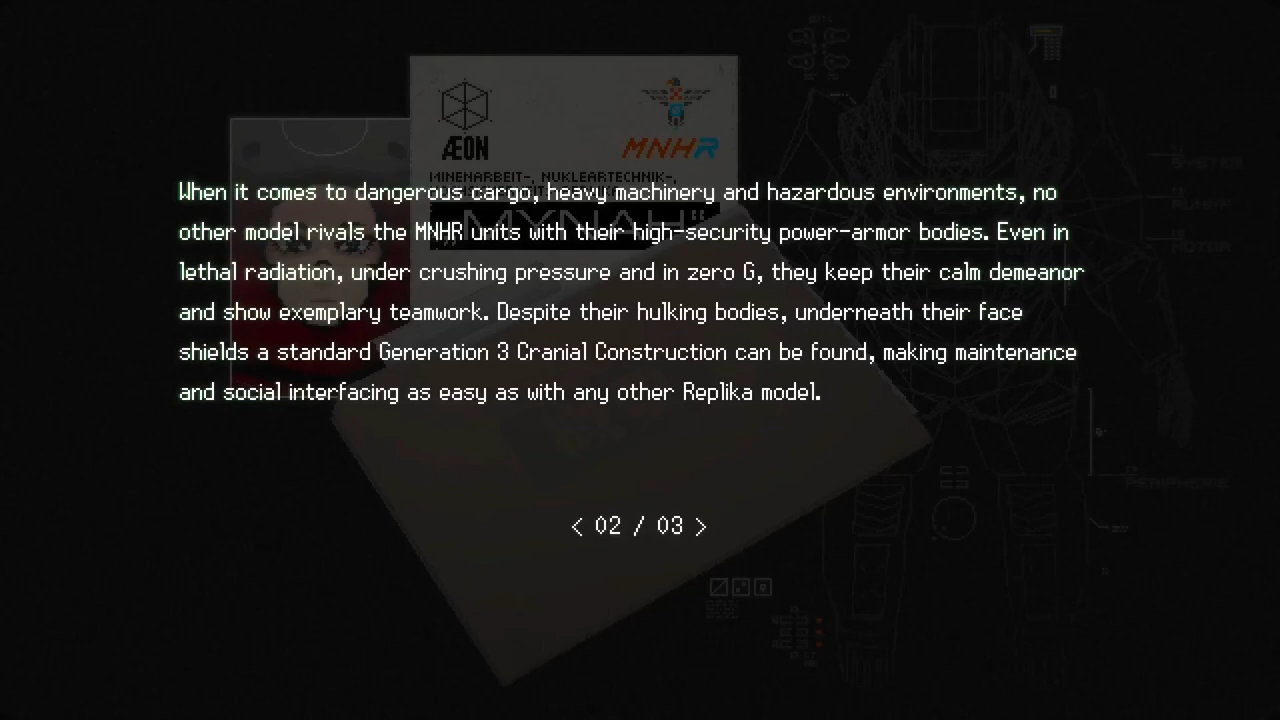 ÆON
MNHR
MINENARBEIT-, NUKLEARTECHNIK-,
„MYNAH“
When it comes to dangerous cargo, heavy machinery and hazardous environments, no
other model rivals the MNHR units with their high-security power-armor bodies. Even in
lethal radiation, under crushing pressure and in zero G, they keep their calm demeanor
and show exemplary teamwork. Despite their hulking bodies, underneath their face
shields a standard Generation 3 Cranial Construction can be found, making maintenance
and social interfacing as easy as with any other Replika model.
< 02 / 03 >
PERIPHERIE